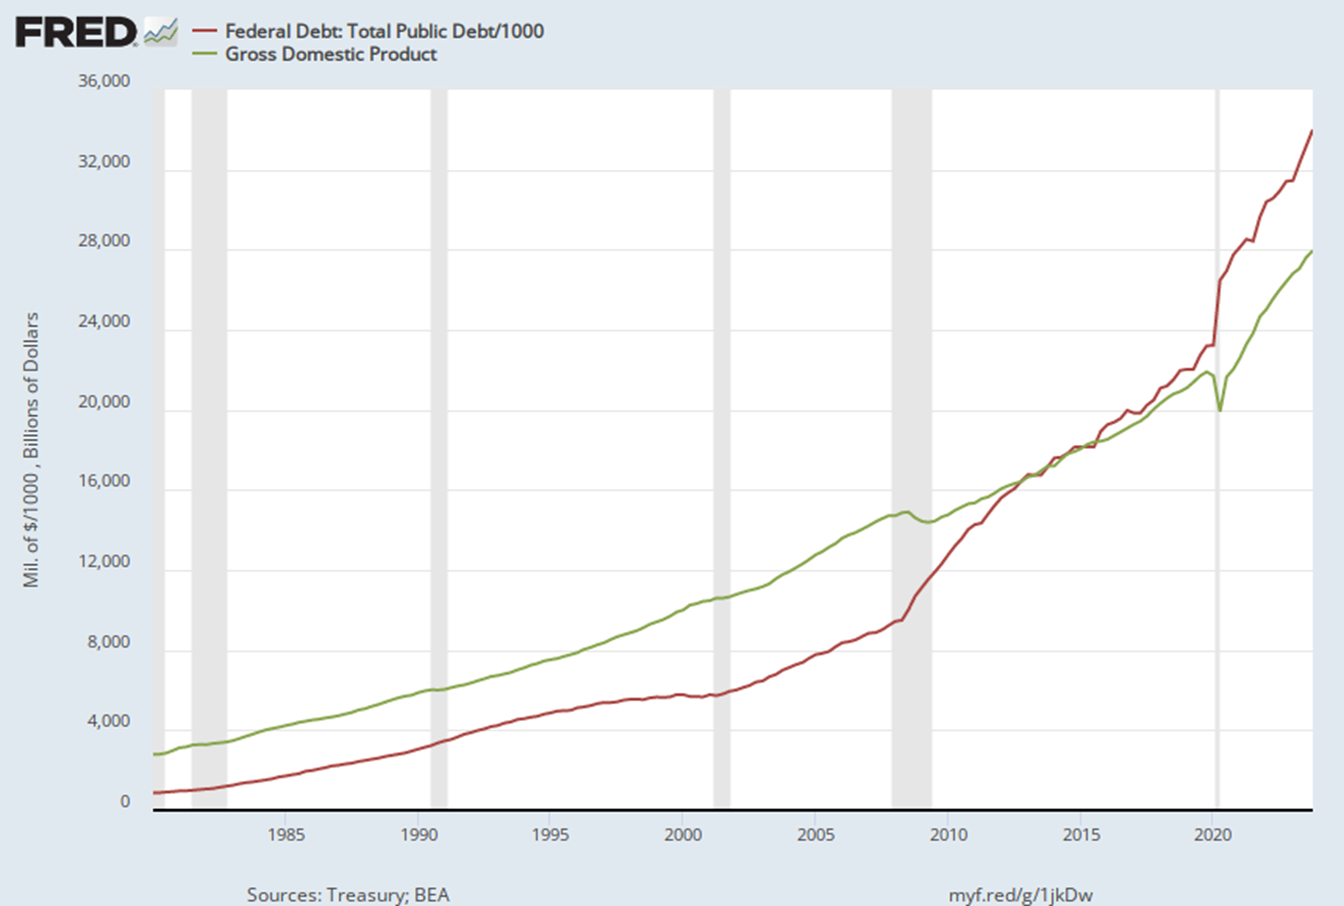 FRED
Federal Debt: Total Public Debt/1000
Gross Domestic Product
36,000
32,000
28,000
24,000
20,000
16,000
12,000
8,000
4,000
0
Mil. of $/1000 , Billions of Dollars
1985 1990 1995 2000 2005 2010 2015 2020
Sources: Treasury; BEA myf.red/g/1jkDw